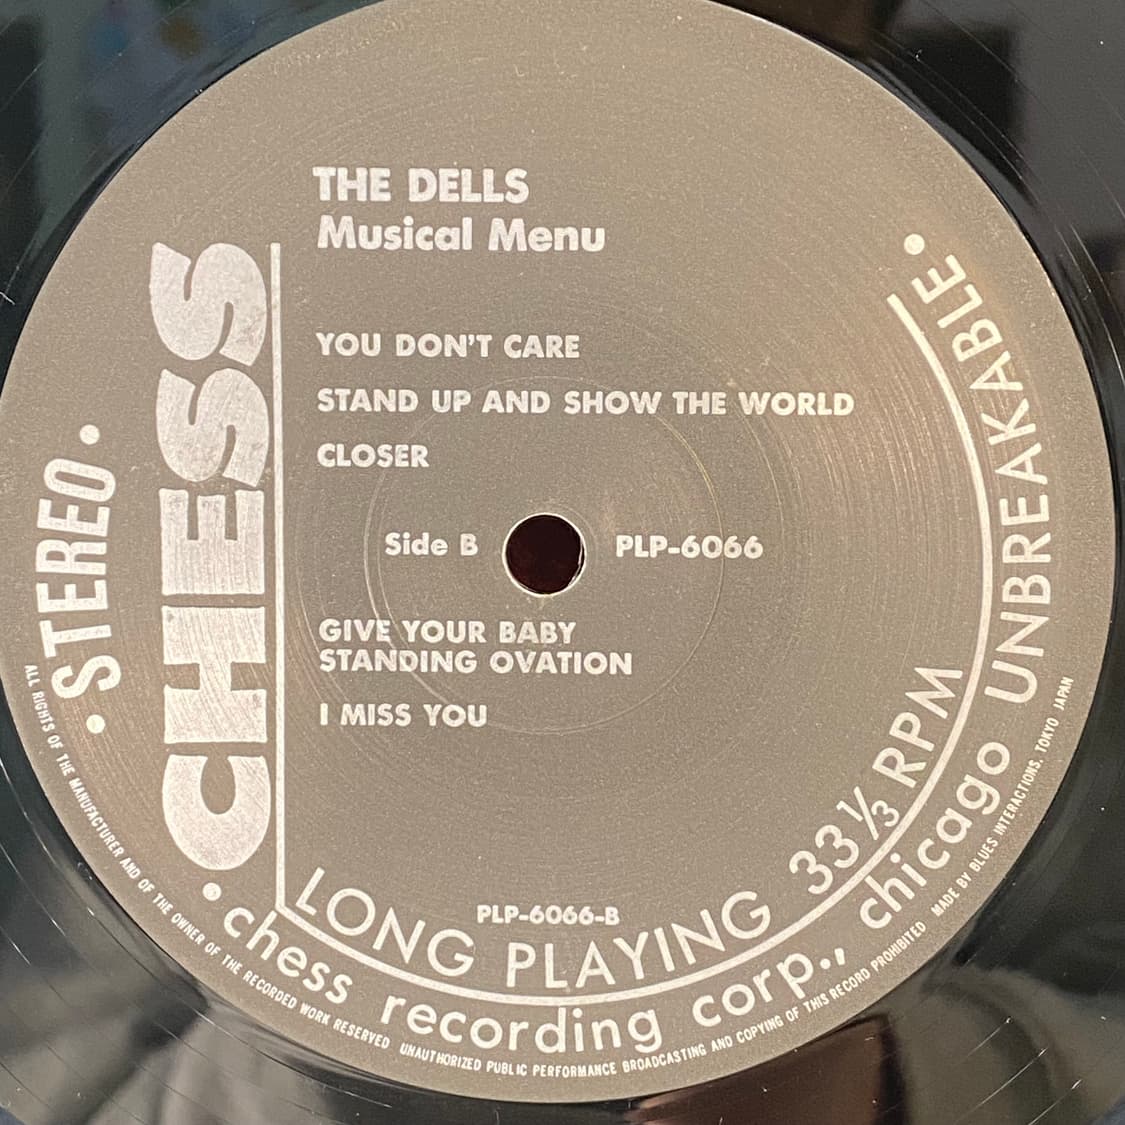 THE DELLS
Musical Menu
YOU DON'T CARE
STAND UP AND SHOW THE WORLD
CLOSER
Side B
PLP-6066
GIVE YOUR BABY
STANDING OVATION
I MISS YOU
PLP-6066-B
LONG PLAYING 33⅓ RPM
• STEREO •
CHESS
• chess recording corp., chicago UNBREAKABLE •
ALL RIGHTS OF THE MANUFACTURER AND OF THE OWNER OF THE RECORDED WORK RESERVED UNAUTHORIZED PUBLIC PERFORMANCE BROADCASTING AND COPYING OF THIS RECORD PROHIBITED MADE BY BLUES INTERACTIONS, TOKYO JAPAN